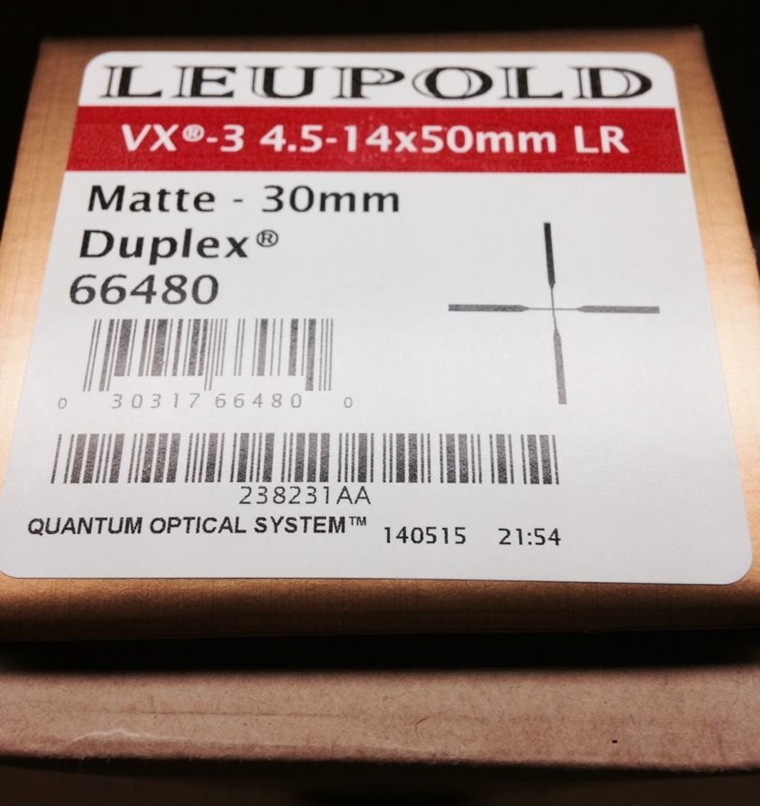 LEUPOLD
VX®-3 4.5-14x50mm LR
Matte - 30mm
Duplex®
66480
0 30317 66480 0
238231AA
QUANTUM OPTICAL SYSTEM™ 140515 21:54